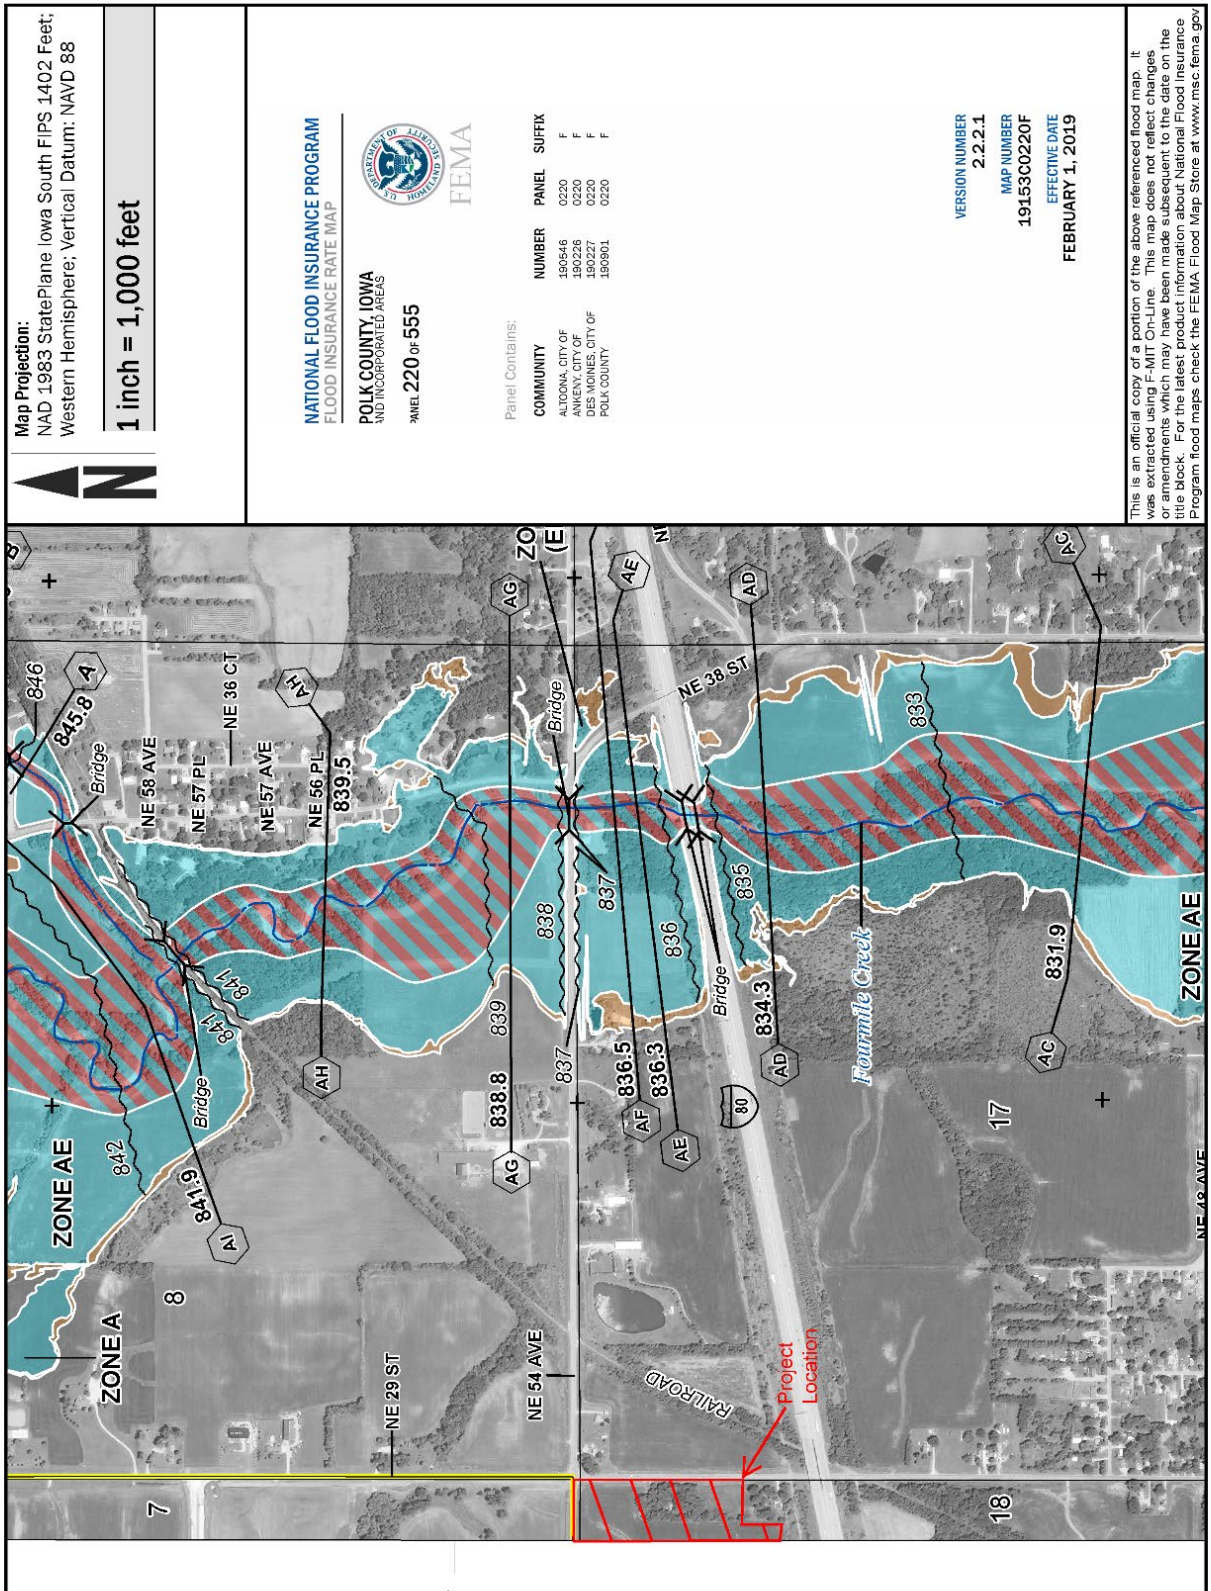 Map Projection:
NAD 1983 StatePlane Iowa South FIPS 1402 Feet;
Western Hemisphere; Vertical Datum: NAVD 88
1 inch = 1,000 feet
N
NATIONAL FLOOD INSURANCE PROGRAM
FLOOD INSURANCE RATE MAP
POLK COUNTY, IOWA
AND INCORPORATED AREAS
PANEL 220 OF 555
U.S. DEPARTMENT OF
HOMELAND SECURITY
FEMA
Panel Contains:
COMMUNITY NUMBER PANEL SUFFIX
ALTOONA, CITY OF 190546 0220 F
ANKENY, CITY OF 190226 0220 F
DES MOINES, CITY OF 190227 0220 F
POLK COUNTY 190901 0220 F
VERSION NUMBER
2.2.2.1
MAP NUMBER
19153C0220F
EFFECTIVE DATE
FEBRUARY 1, 2019
This is an official copy of a portion of the above referenced flood map. It
was extracted using F-MIT On-Line. This map does not reflect changes
or amendments which may have been made subsequent to the date on the
title block. For the latest product information about National Flood Insurance
Program flood maps check the FEMA Flood Map Store at www.msc.fema.gov
B
846
845.8
A
Bridge
NE 58 AVE
NE 57 PL
NE 36 CT
NE 57 AVE
NE 56 PL
839.5
AH
AG
ZO
(E
Bridge
AE
NE 38 ST
AD
833
AC
838
837
836
835
841
841
Bridge
AH
839
838.8
AG
837
836.5
AF
836.3
AE
Bridge
80
834.3
AD
Fourmile Creek
831.9
AC
ZONE AE
17
NE 48 AVE
ZONE AE
842
841.9
AI
ZONE A
8
NE 29 ST
NE 54 AVE
RAILROAD
Project
Location
7
18